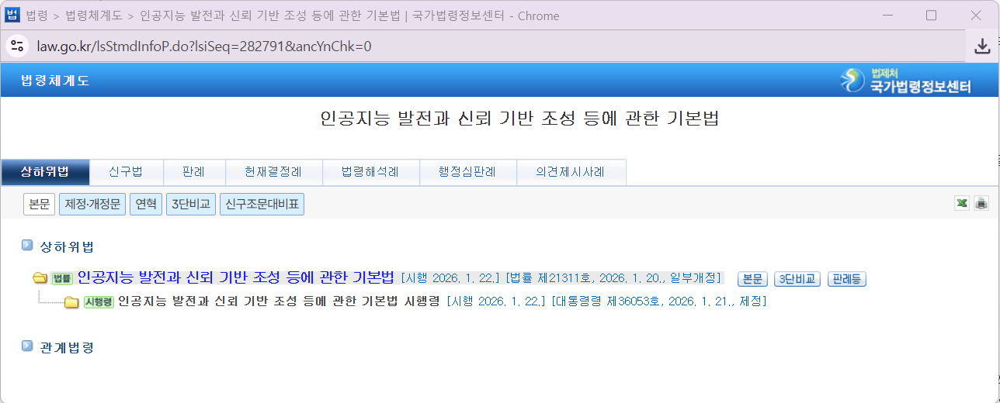 법 법령 > 법령체계도 > 인공지능 발전과 신뢰 기반 조성 등에 관한 기본법 | 국가법령정보센터 - Chrome
law.go.kr/lsStmdInfoP.do?lsiSeq=282791&ancYnChk=0
법령체계도
법제처
국가법령정보센터
인공지능 발전과 신뢰 기반 조성 등에 관한 기본법
상하위법 신구법 판례 헌재결정례 법령해석례 행정심판례 의견제시사례
본문 제정·개정문 연혁 3단비교 신구조문대비표
상하위법
법률 인공지능 발전과 신뢰 기반 조성 등에 관한 기본법 [시행 2026. 1. 22.] [법률 제21311호, 2026. 1. 20., 일부개정] 본문 3단비교 판례등
시행령 인공지능 발전과 신뢰 기반 조성 등에 관한 기본법 시행령 [시행 2026. 1. 22.] [대통령령 제36053호, 2026. 1. 21., 제정]
관계법령